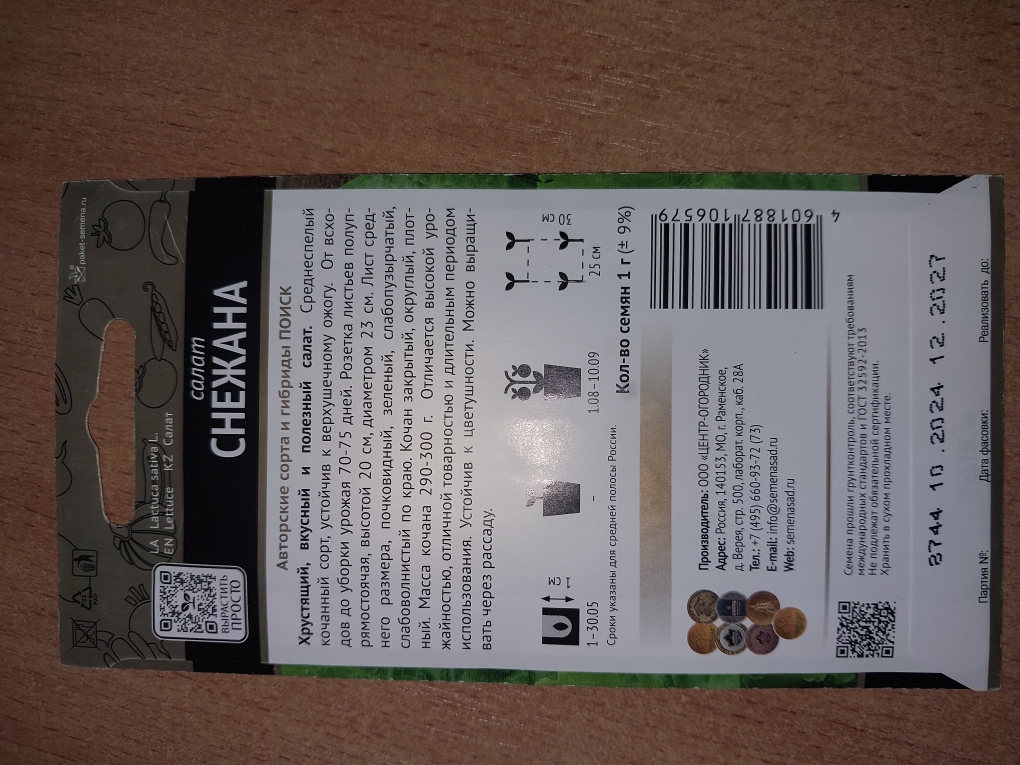 paket-semena.ru
LA Lactuca sativa L.
EN Lettuce KZ Салат
PAP
ВЫРАСТИТЬ
ПРОСТО
салат
СНЕЖАНА
Авторские сорта и гибриды ПОИСК
Хрустящий, вкусный и полезный салат. Среднеспелый
кочанный сорт, устойчив к верхушечному ожогу. От всхо-
дов до уборки урожая 70-75 дней. Розетка листьев полуп-
рямостоячая, высотой 20 см, диаметром 23 см. Лист сред-
него размера, почковидный, зеленый, слабопузырчатый,
слабоволнистый по краю. Кочан закрытый, округлый, плот-
ный. Масса кочана 290-300 г. Отличается высокой уро-
жайностью, отличной товарностью и длительным периодом
использования. Устойчив к цветушности. Можно выращи-
вать через рассаду.
1 см
30 см
1–30.05
–
1.08–10.09
25 см
Сроки указаны для средней полосы России.
Кол-во семян 1 г (± 9%)
Производитель: ООО «ЦЕНТР-ОГОРОДНИК»
Адрес: Россия, 140153, МО, г. Раменское,
д. Верея, стр. 500, лаборат. корп., каб. 28А
Тел.: +7 (495) 660-93-72 (73)
E-mail: info@semenasad.ru
Web: semenasad.ru
4 601887 106579
Семена прошли грунтконтроль, соответствуют требованиям
международных стандартов и ГОСТ 32592-2013
Не подлежат обязательной сертификации.
Хранить в сухом прохладном месте.
8744 10.2024 12.2027
Партия №: Дата фасовки: Реализовать до: